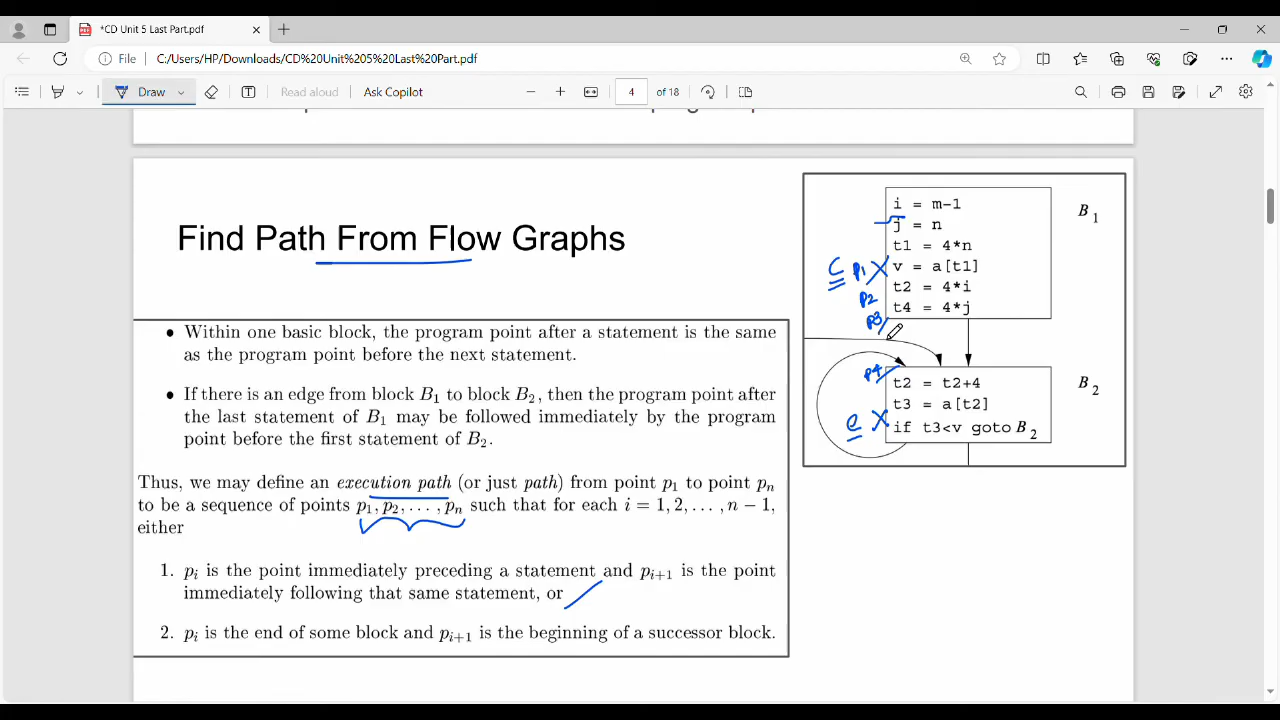 *CD Unit 5 Last Part.pdf
File C:/Users/HP/Downloads/CD%20Unit%205%20Last%20Part.pdf
Draw Read aloud Ask Copilot 4 of 18
Find Path From Flow Graphs
• Within one basic block, the program point after a statement is the same
as the program point before the next statement.
• If there is an edge from block B1 to block B2, then the program point after
the last statement of B1 may be followed immediately by the program
point before the first statement of B2.
Thus, we may define an execution path (or just path) from point p1 to point pn
to be a sequence of points p1, p2, . . . , pn such that for each i = 1, 2, . . . , n − 1,
either
1. pi is the point immediately preceding a statement and pi+1 is the point
immediately following that same statement, or
2. pi is the end of some block and pi+1 is the beginning of a successor block.
i = m-1
B1
j = n
t1 = 4*n
C p1 v = a[t1]
p2 t2 = 4*i
p3 t4 = 4*j
p4 t2 = t2+4
B2
t3 = a[t2]
e if t3<v goto B2